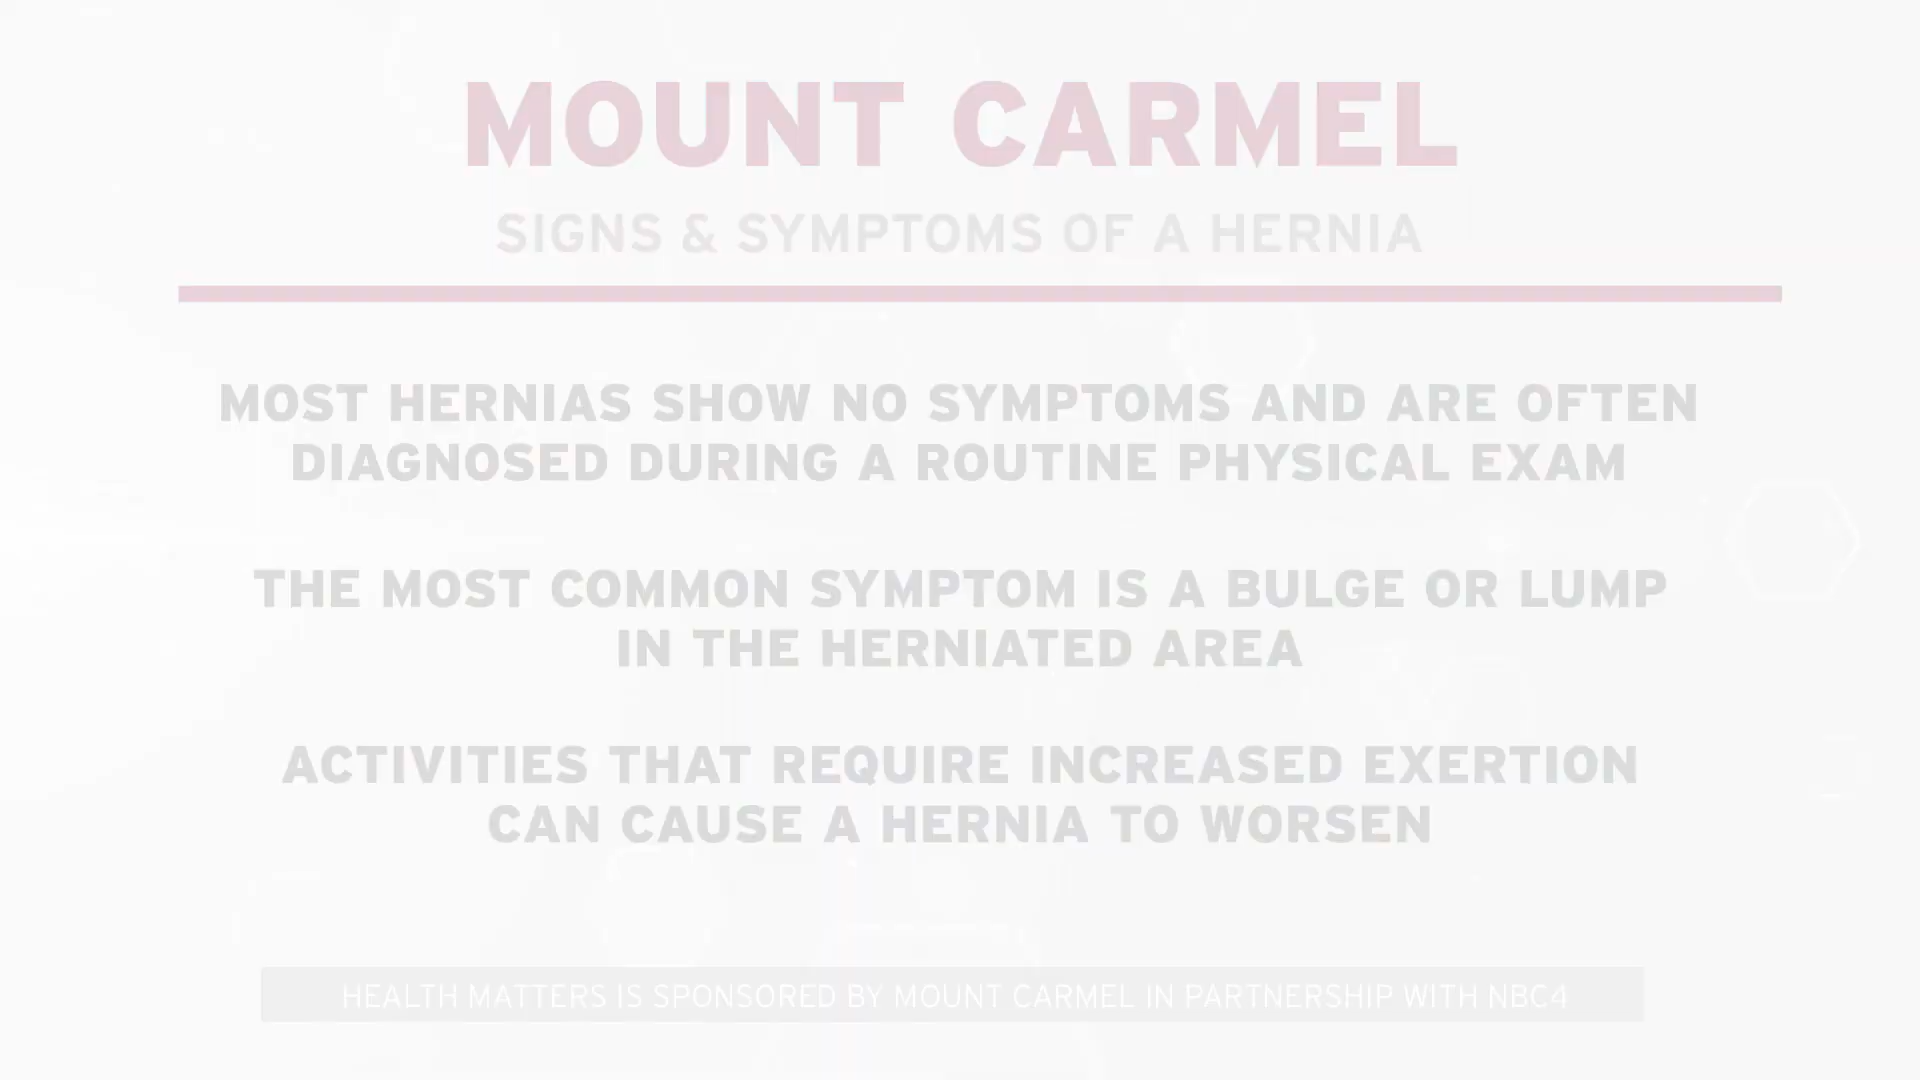 MOUNT CARMEL
SIGNS & SYMPTOMS OF A HERNIA
MOST HERNIAS SHOW NO SYMPTOMS AND ARE OFTEN
DIAGNOSED DURING A ROUTINE PHYSICAL EXAM
THE MOST COMMON SYMPTOM IS A BULGE OR LUMP
IN THE HERNIATED AREA
ACTIVITIES THAT REQUIRE INCREASED EXERTION
CAN CAUSE A HERNIA TO WORSEN
HEALTH MATTERS IS SPONSORED BY MOUNT CARMEL IN PARTNERSHIP WITH NBC4